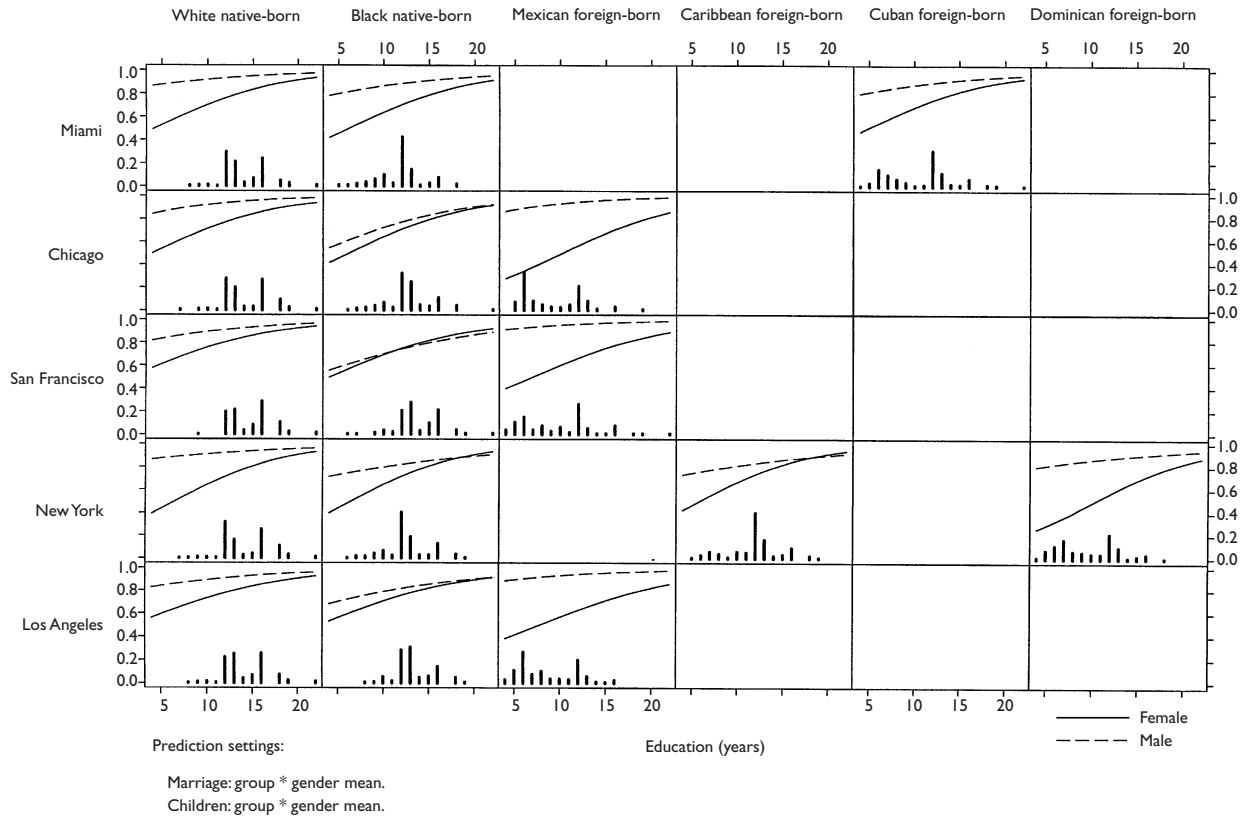 White native-born Black native-born Mexican foreign-born Caribbean foreign-born Cuban foreign-born Dominican foreign-born
5 10 15 20 5 10 15 20 5 10 15 20
1.0
0.8
0.6
Miami
0.4
0.2
0.0
1.0
0.8
Chicago
0.6
0.4
0.2
0.0
1.0
0.8
0.6
San Francisco
0.4
0.2
0.0
1.0
0.8
0.6
New York
0.4
0.2
0.0
1.0
0.8
0.6
Los Angeles
0.4
0.2
0.0
5 10 15 20 5 10 15 20 5 10 15 20
Female
Male
Education (years)
Prediction settings:
Marriage: group * gender mean.
Children: group * gender mean.